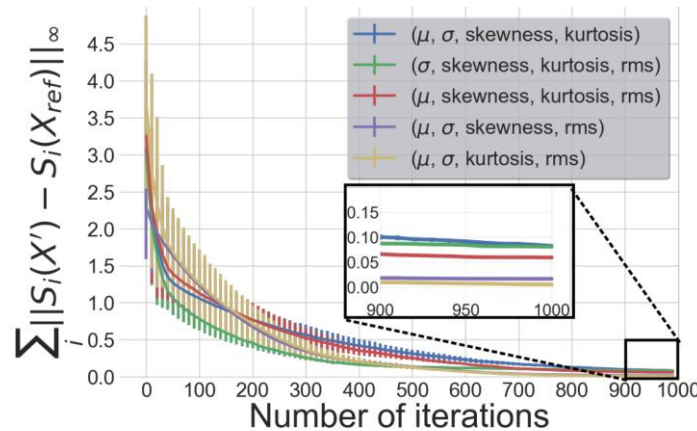 ∑_i ||S_i(X') − S_i(X_ref)||_∞
4.5
4.0
3.5
3.0
2.5
2.0
1.5
1.0
0.5
0.0
(μ, σ, skewness, kurtosis)
(σ, skewness, kurtosis, rms)
(μ, skewness, kurtosis, rms)
(μ, σ, skewness, rms)
(μ, σ, kurtosis, rms)
0.15
0.10
0.05
0.00
900 950 1000
0 100 200 300 400 500 600 700 800 900 1000
Number of iterations